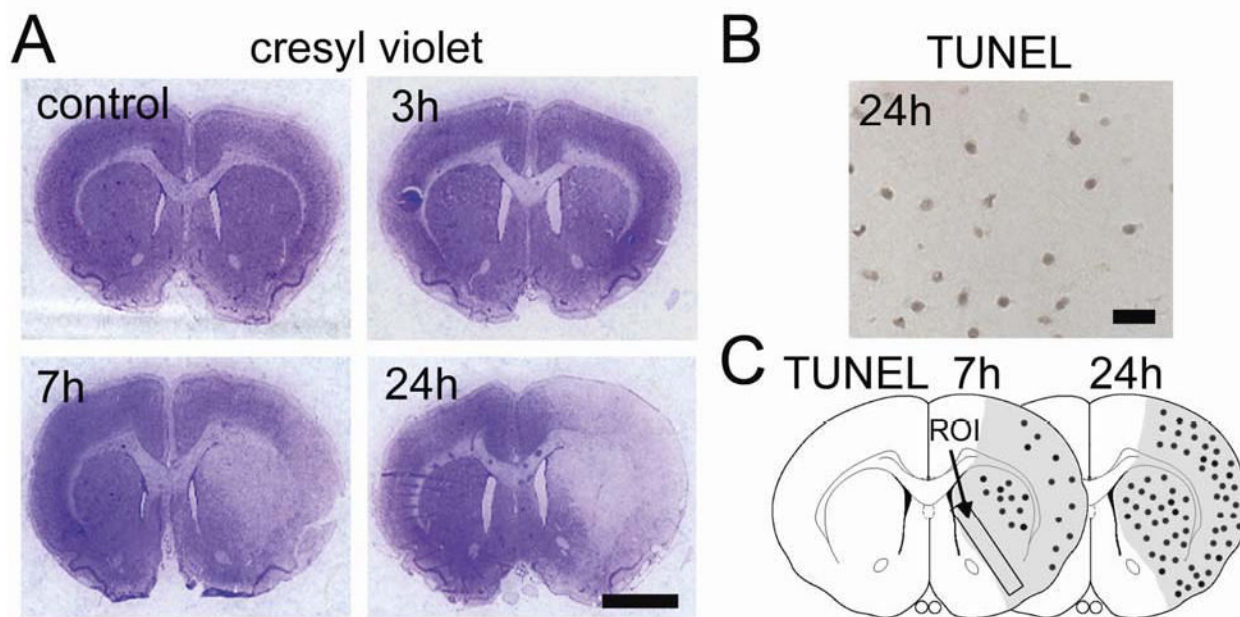 A
cresyl violet
control
3h
7h
24h
B
TUNEL
24h
C
TUNEL 7h 24h
ROI